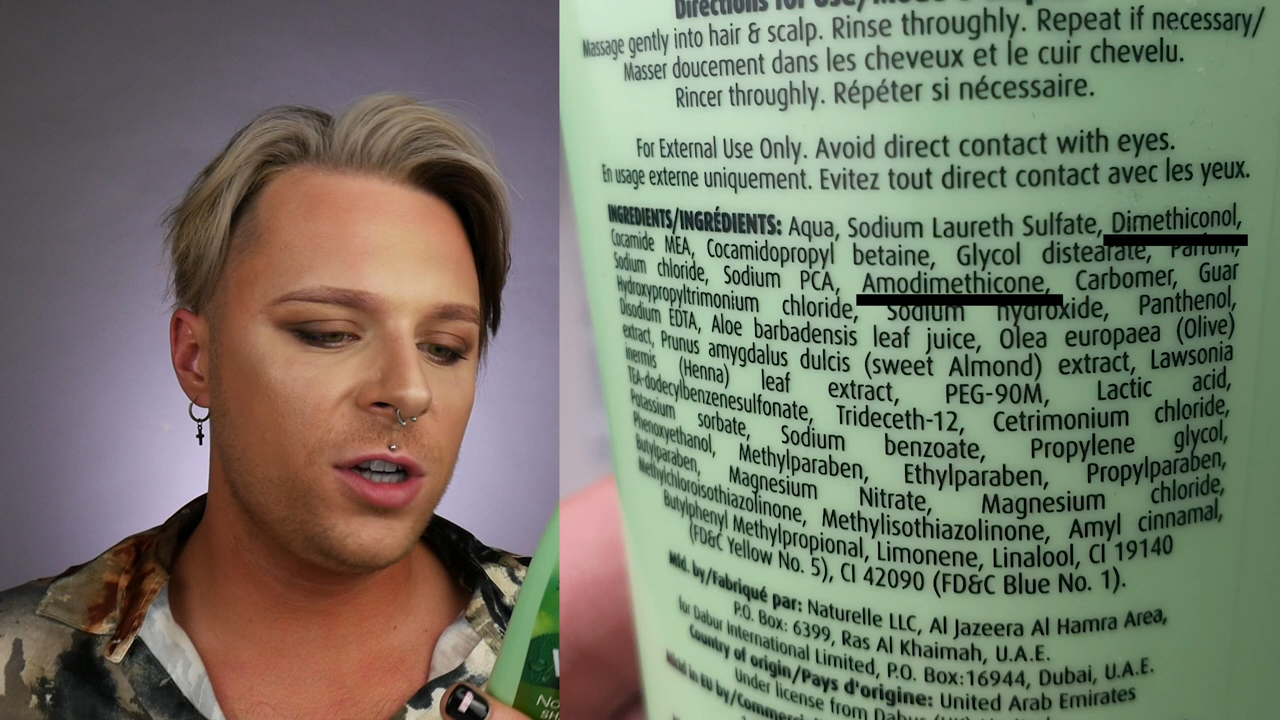 Directions for Use/
Massage gently into hair & scalp. Rinse throughly. Repeat if necessary/
Masser doucement dans les cheveux et le cuir chevelu.
Rincer throughly. Répéter si nécessaire.
For External Use Only. Avoid direct contact with eyes.
En usage externe uniquement. Evitez tout direct contact avec les yeux.
INGREDIENTS/INGRÉDIENTS: Aqua, Sodium Laureth Sulfate, Dimethiconol,
Cocamide MEA, Cocamidopropyl betaine, Glycol distearate, Parfum,
Sodium chloride, Sodium PCA, Amodimethicone, Carbomer, Guar
Hydroxypropyltrimonium chloride, Sodium hydroxide, Panthenol,
Disodium EDTA, Aloe barbadensis leaf juice, Olea europaea (Olive)
extract, Prunus amygdalus dulcis (sweet Almond) extract, Lawsonia
inermis (Henna) leaf extract, PEG-90M, Lactic acid,
TEA-dodecylbenzenesulfonate, Trideceth-12, Cetrimonium chloride,
Potassium sorbate, Sodium benzoate, Propylene glycol,
Phenoxyethanol, Methylparaben, Ethylparaben, Propylparaben,
Butylparaben, Magnesium Nitrate, Magnesium chloride,
Methylchloroisothiazolinone, Methylisothiazolinone, Amyl cinnamal,
Butylphenyl Methylpropional, Limonene, Linalool, CI 19140
(FD&C Yellow No. 5), CI 42090 (FD&C Blue No. 1).
Mfd. by/Fabriqué par: Naturelle LLC, Al Jazeera Al Hamra Area,
P.O. Box: 6399, Ras Al Khaimah, U.A.E.
for Dabur International Limited, P.O. Box:16944, Dubai, U.A.E.
Country of origin/Pays d'origine: United Arab Emirates
Under license from Dabur